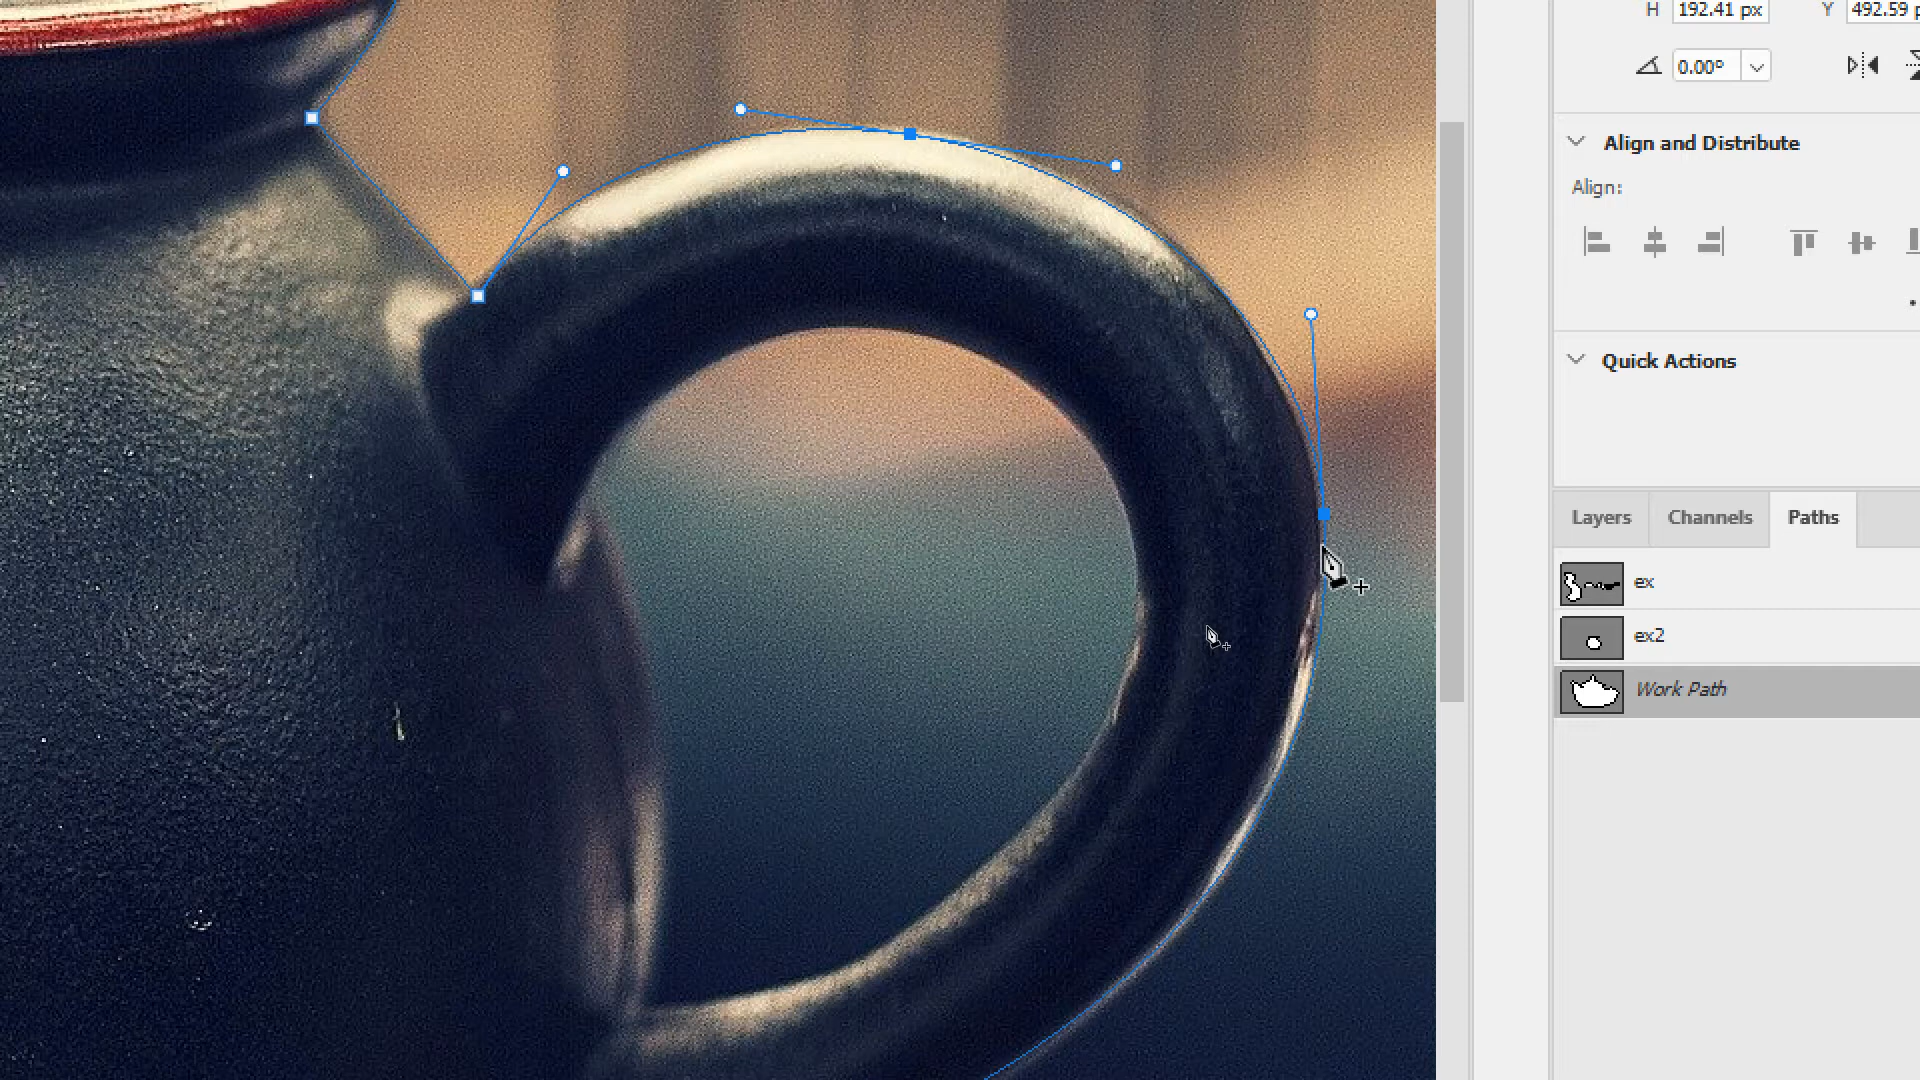 H 192.41 px Y 492.59 p
0.00°
Align and Distribute
Align:
Quick Actions
Layers Channels Paths
ex
ex2
Work Path